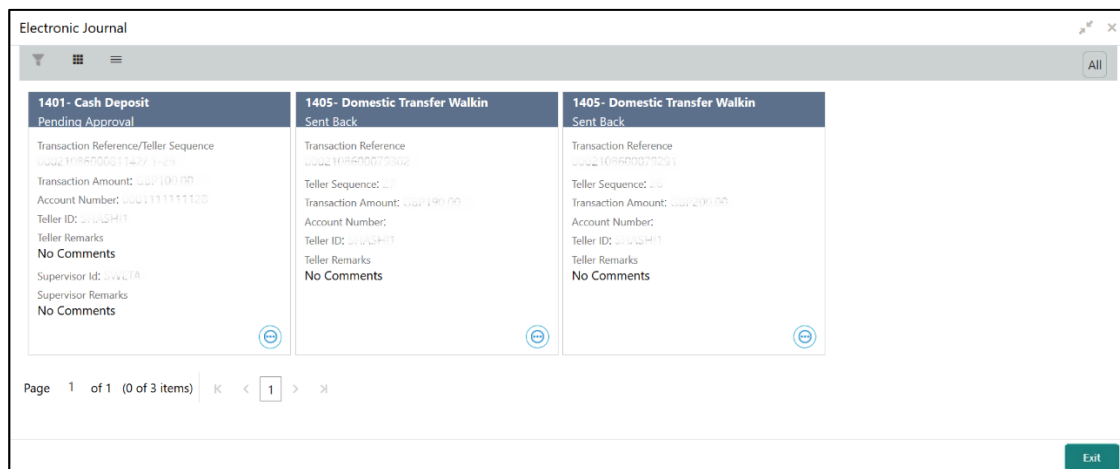 Electronic Journal
All
1401- Cash Deposit
Pending Approval
Transaction Reference/Teller Sequence
Transaction Amount:
Account Number:
Teller ID:
Teller Remarks
No Comments
Supervisor Id:
Supervisor Remarks
No Comments
1405- Domestic Transfer Walkin
Sent Back
Transaction Reference
Teller Sequence:
Transaction Amount:
Account Number:
Teller ID:
Teller Remarks
No Comments
1405- Domestic Transfer Walkin
Sent Back
Transaction Reference
Teller Sequence:
Transaction Amount:
Account Number:
Teller ID:
Teller Remarks
No Comments
Page 1 of 1 (0 of 3 items) 1
Exit